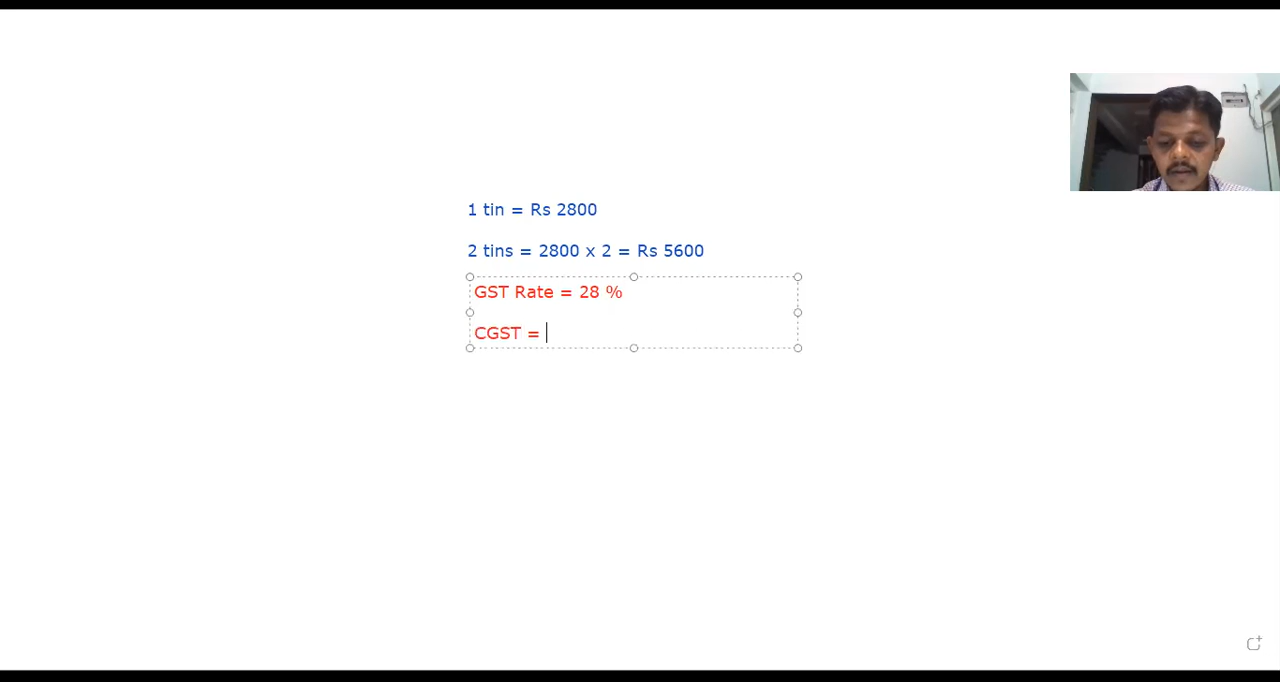 1 tin = Rs 2800
2 tins = 2800 x 2 = Rs 5600
GST Rate = 28 %
CGST =